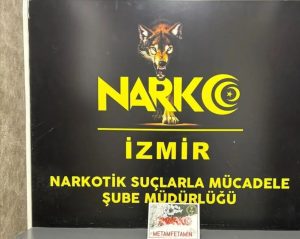 NARKO
İZMİR
NARKOTİK SUÇLARLA MÜCADELE
ŞUBE MÜDÜRLÜĞÜ
METAMFETAMİN